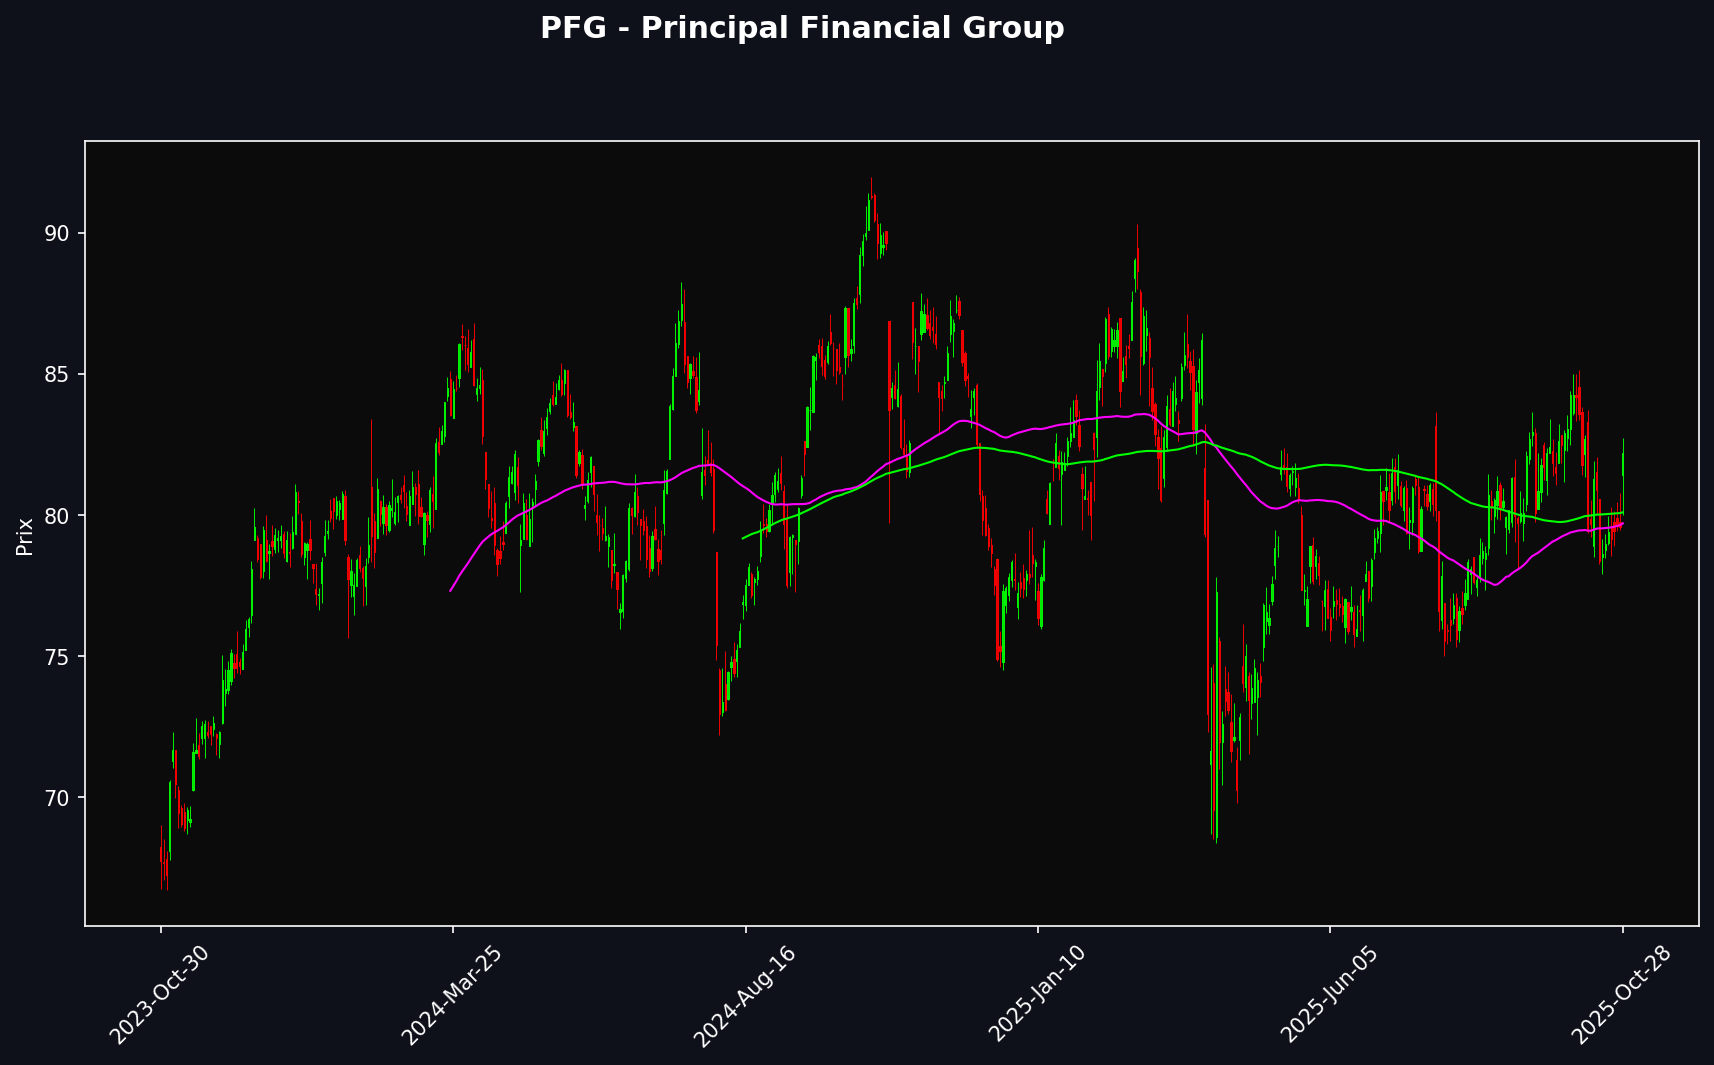 PFG - Principal Financial Group
Prix
90
85
80
75
70
2023-Oct-30
2024-Mar-25
2024-Aug-16
2025-Jan-10
2025-Jun-05
2025-Oct-28